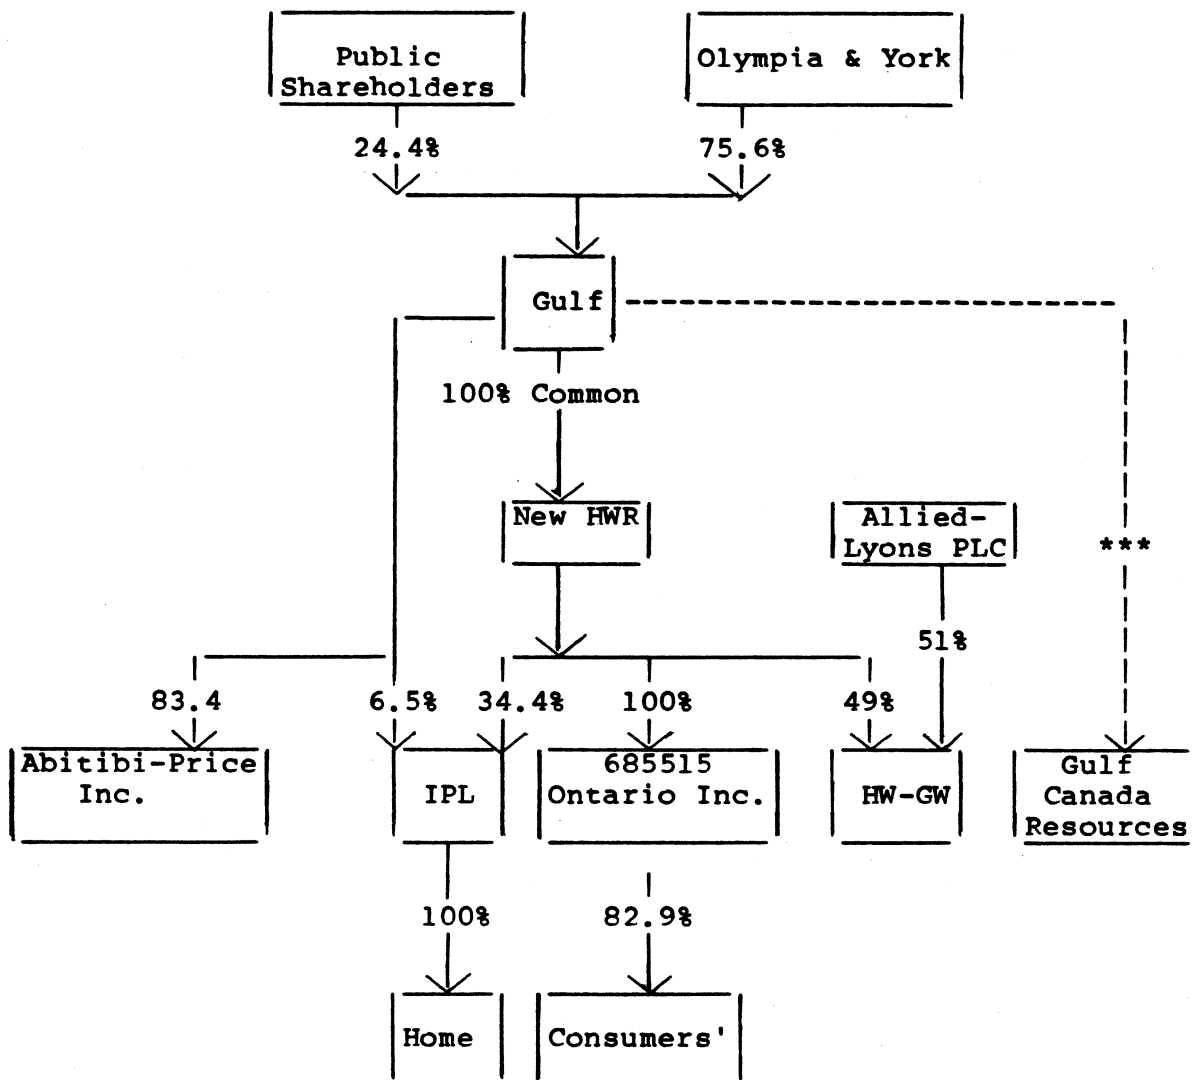 Public
Shareholders
Olympia & York
24.4%
75.6%
Gulf
100% Common
New HWR
Allied-
Lyons PLC
***
51%
83.4
6.5%
34.4%
100%
49%
Abitibi-Price
Inc.
IPL
685515
Ontario Inc.
HW-GW
Gulf
Canada
Resources
100%
82.9%
Home
Consumers'